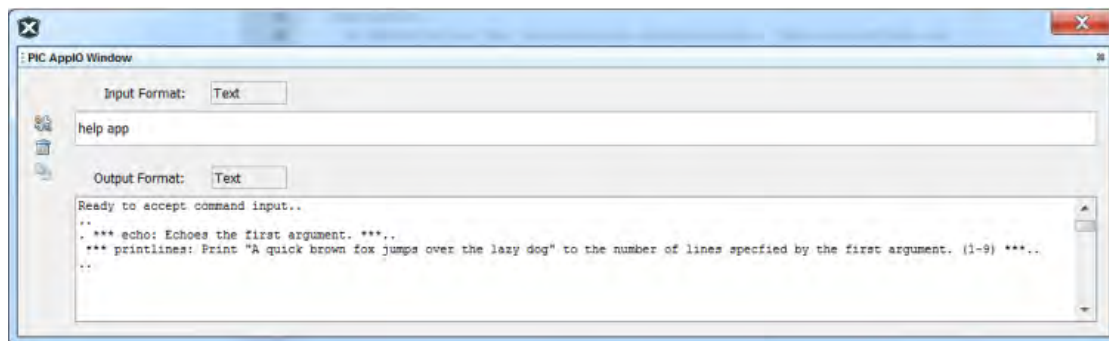 PIC AppIO Window
Input Format: Text
help app
Output Format: Text
Ready to accept command input..
..
. *** echo: Echoes the first argument. ***..
*** printlines: Print "A quick brown fox jumps over the lazy dog" to the number of lines specfied by the first argument. (1-9) ***..
..